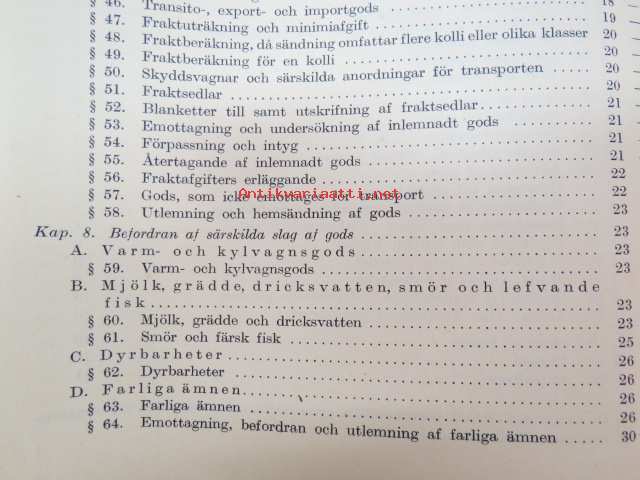 § 46. Transito-, export- och importgods . . . . . 18
§ 47. Fraktuträkning och minimiafgift . . . . . 19
§ 48. Fraktberäkning, då sändning omfattar flere kolli eller olika klasser 20
§ 49. Fraktberäkning för en kolli . . . . . 20
§ 50. Skyddsvagnar och särskilda anordningar för transporten . . . . . 20
§ 51. Fraktsedlar . . . . . 20
§ 52. Blanketter till samt utskrifning af fraktsedlar . . . . . 21
§ 53. Emottagning och undersökning af inlemnadt gods . . . . . 21
§ 54. Förpassning och intyg . . . . . 21
§ 55. Återtagande af inlemnadt gods . . . . . 21
§ 56. Fraktafgifters erläggande . . . . . 22
Antikvariaatti.net
§ 57. Gods, som icke emottages för transport . . . . . 22
§ 58. Utlemning och hemsändning af gods . . . . . 23
Kap. 8. Befordran af särskilda slag af gods . . . . . 23
A. Varm- och kylvagnsgods . . . . . 23
§ 59. Varm- och kylvagnsgods . . . . . 23
B. Mjölk, grädde, dricksvatten, smör och lefvande
fisk . . . . . 23
§ 60. Mjölk, grädde och dricksvatten . . . . . 23
§ 61. Smör och färsk fisk . . . . . 25
C. Dyrbarheter . . . . . 26
§ 62. Dyrbarheter . . . . . 26
D. Farliga ämnen . . . . . 26
§ 63. Farliga ämnen . . . . . 26
§ 64. Emottagning, befordran och utlemning af farliga ämnen . . . . . 30